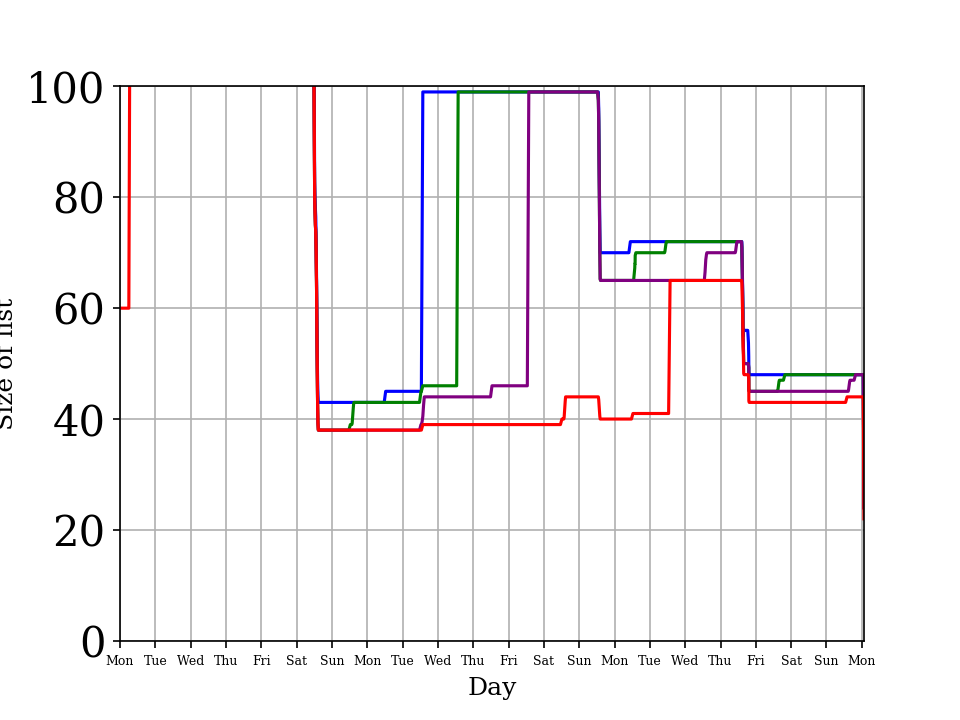 100
80
60
40
20
0
Size of list
Mon Tue Wed Thu Fri Sat Sun Mon Tue Wed Thu Fri Sat Sun Mon Tue Wed Thu Fri Sat Sun Mon
Day